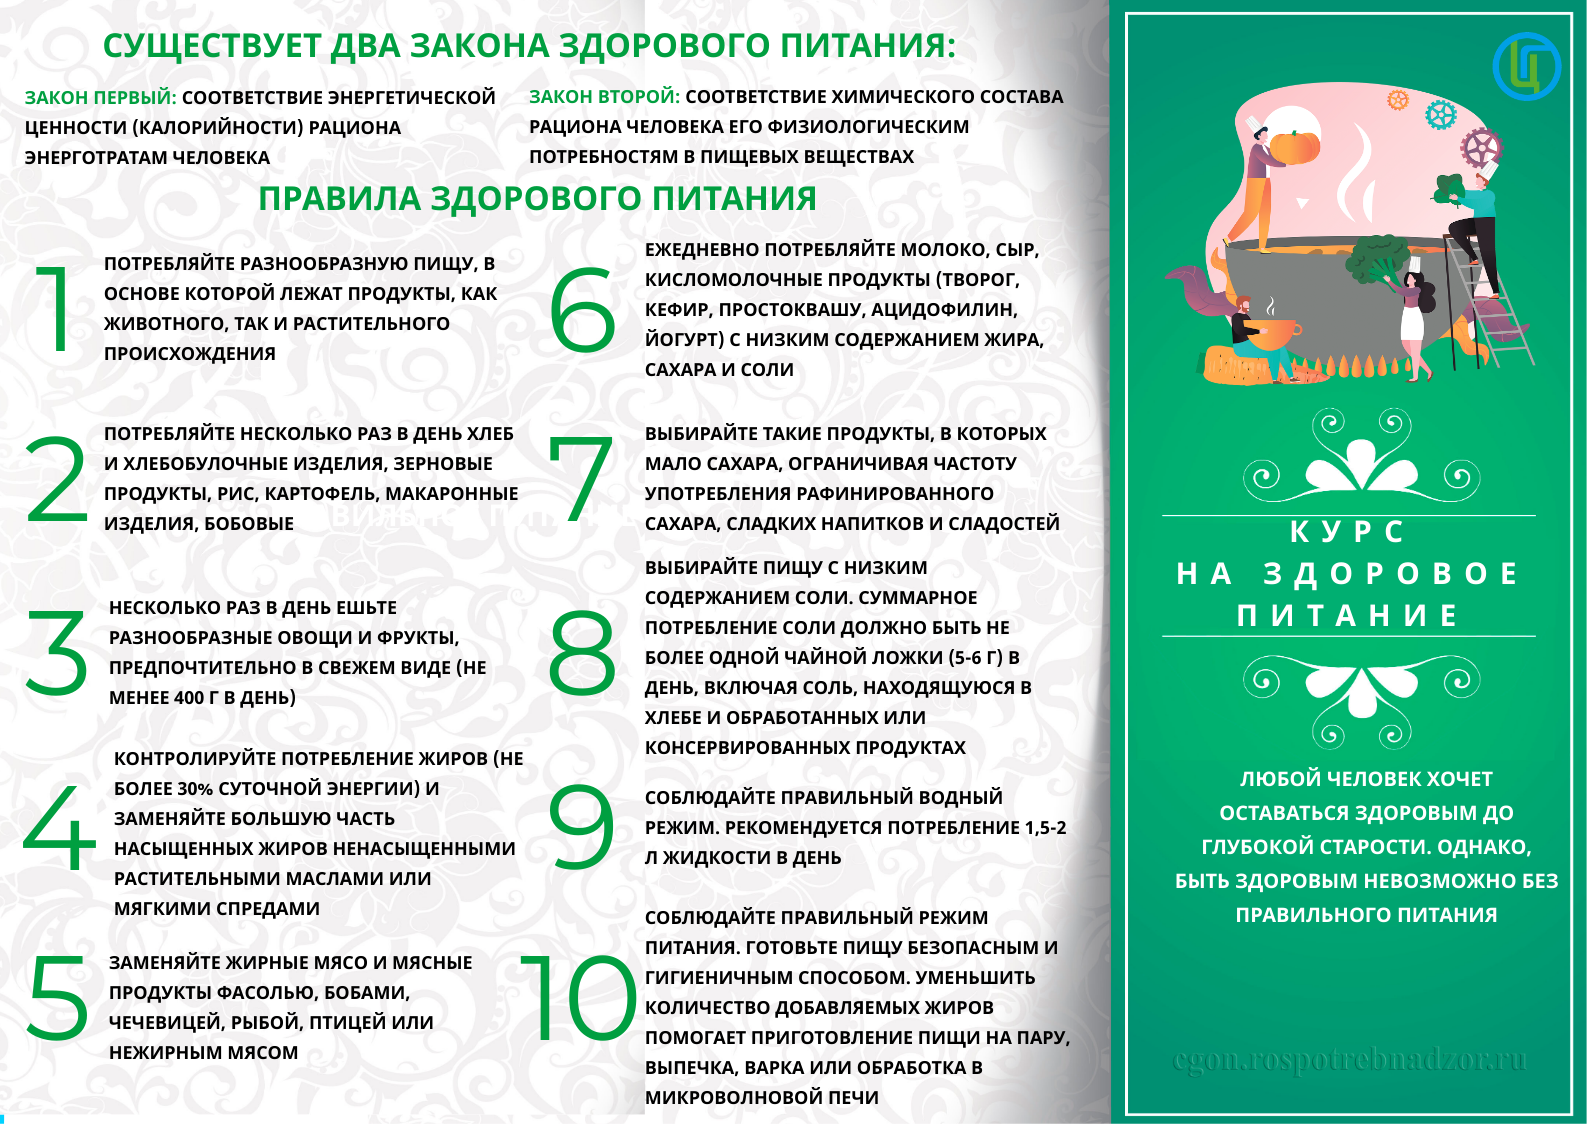 СУЩЕСТВУЕТ ДВА ЗАКОНА ЗДОРОВОГО ПИТАНИЯ:
ЗАКОН ПЕРВЫЙ: СООТВЕТСТВИЕ ЭНЕРГЕТИЧЕСКОЙ
ЦЕННОСТИ (КАЛОРИЙНОСТИ) РАЦИОНА
ЭНЕРГОТРАТАМ ЧЕЛОВЕКА
ЗАКОН ВТОРОЙ: СООТВЕТСТВИЕ ХИМИЧЕСКОГО СОСТАВА
РАЦИОНА ЧЕЛОВЕКА ЕГО ФИЗИОЛОГИЧЕСКИМ
ПОТРЕБНОСТЯМ В ПИЩЕВЫХ ВЕЩЕСТВАХ
ПРАВИЛА ЗДОРОВОГО ПИТАНИЯ
1
ПОТРЕБЛЯЙТЕ РАЗНООБРАЗНУЮ ПИЩУ, В
ОСНОВЕ КОТОРОЙ ЛЕЖАТ ПРОДУКТЫ, КАК
ЖИВОТНОГО, ТАК И РАСТИТЕЛЬНОГО
ПРОИСХОЖДЕНИЯ
2
ПОТРЕБЛЯЙТЕ НЕСКОЛЬКО РАЗ В ДЕНЬ ХЛЕБ
И ХЛЕБОБУЛОЧНЫЕ ИЗДЕЛИЯ, ЗЕРНОВЫЕ
ПРОДУКТЫ, РИС, КАРТОФЕЛЬ, МАКАРОННЫЕ
ИЗДЕЛИЯ, БОБОВЫЕ
3
НЕСКОЛЬКО РАЗ В ДЕНЬ ЕШЬТЕ
РАЗНООБРАЗНЫЕ ОВОЩИ И ФРУКТЫ,
ПРЕДПОЧТИТЕЛЬНО В СВЕЖЕМ ВИДЕ (НЕ
МЕНЕЕ 400 Г В ДЕНЬ)
4
КОНТРОЛИРУЙТЕ ПОТРЕБЛЕНИЕ ЖИРОВ (НЕ
БОЛЕЕ 30% СУТОЧНОЙ ЭНЕРГИИ) И
ЗАМЕНЯЙТЕ БОЛЬШУЮ ЧАСТЬ
НАСЫЩЕННЫХ ЖИРОВ НЕНАСЫЩЕННЫМИ
РАСТИТЕЛЬНЫМИ МАСЛАМИ ИЛИ
МЯГКИМИ СПРЕДАМИ
5
ЗАМЕНЯЙТЕ ЖИРНЫЕ МЯСО И МЯСНЫЕ
ПРОДУКТЫ ФАСОЛЬЮ, БОБАМИ,
ЧЕЧЕВИЦЕЙ, РЫБОЙ, ПТИЦЕЙ ИЛИ
НЕЖИРНЫМ МЯСОМ
6
ЕЖЕДНЕВНО ПОТРЕБЛЯЙТЕ МОЛОКО, СЫР,
КИСЛОМОЛОЧНЫЕ ПРОДУКТЫ (ТВОРОГ,
КЕФИР, ПРОСТОКВАШУ, АЦИДОФИЛИН,
ЙОГУРТ) С НИЗКИМ СОДЕРЖАНИЕМ ЖИРА,
САХАРА И СОЛИ
7
ВЫБИРАЙТЕ ТАКИЕ ПРОДУКТЫ, В КОТОРЫХ
МАЛО САХАРА, ОГРАНИЧИВАЯ ЧАСТОТУ
УПОТРЕБЛЕНИЯ РАФИНИРОВАННОГО
САХАРА, СЛАДКИХ НАПИТКОВ И СЛАДОСТЕЙ
8
ВЫБИРАЙТЕ ПИЩУ С НИЗКИМ
СОДЕРЖАНИЕМ СОЛИ. СУММАРНОЕ
ПОТРЕБЛЕНИЕ СОЛИ ДОЛЖНО БЫТЬ НЕ
БОЛЕЕ ОДНОЙ ЧАЙНОЙ ЛОЖКИ (5-6 Г) В
ДЕНЬ, ВКЛЮЧАЯ СОЛЬ, НАХОДЯЩУЮСЯ В
ХЛЕБЕ И ОБРАБОТАННЫХ ИЛИ
КОНСЕРВИРОВАННЫХ ПРОДУКТАХ
9
СОБЛЮДАЙТЕ ПРАВИЛЬНЫЙ ВОДНЫЙ
РЕЖИМ. РЕКОМЕНДУЕТСЯ ПОТРЕБЛЕНИЕ 1,5-2
Л ЖИДКОСТИ В ДЕНЬ
10
СОБЛЮДАЙТЕ ПРАВИЛЬНЫЙ РЕЖИМ
ПИТАНИЯ. ГОТОВЬТЕ ПИЩУ БЕЗОПАСНЫМ И
ГИГИЕНИЧНЫМ СПОСОБОМ. УМЕНЬШИТЬ
КОЛИЧЕСТВО ДОБАВЛЯЕМЫХ ЖИРОВ
ПОМОГАЕТ ПРИГОТОВЛЕНИЕ ПИЩИ НА ПАРУ,
ВЫПЕЧКА, ВАРКА ИЛИ ОБРАБОТКА В
МИКРОВОЛНОВОЙ ПЕЧИ
КУРС
НА ЗДОРОВОЕ
ПИТАНИЕ
ЛЮБОЙ ЧЕЛОВЕК ХОЧЕТ
ОСТАВАТЬСЯ ЗДОРОВЫМ ДО
ГЛУБОКОЙ СТАРОСТИ. ОДНАКО,
БЫТЬ ЗДОРОВЫМ НЕВОЗМОЖНО БЕЗ
ПРАВИЛЬНОГО ПИТАНИЯ
cgon.rospotrebnadzor.ru